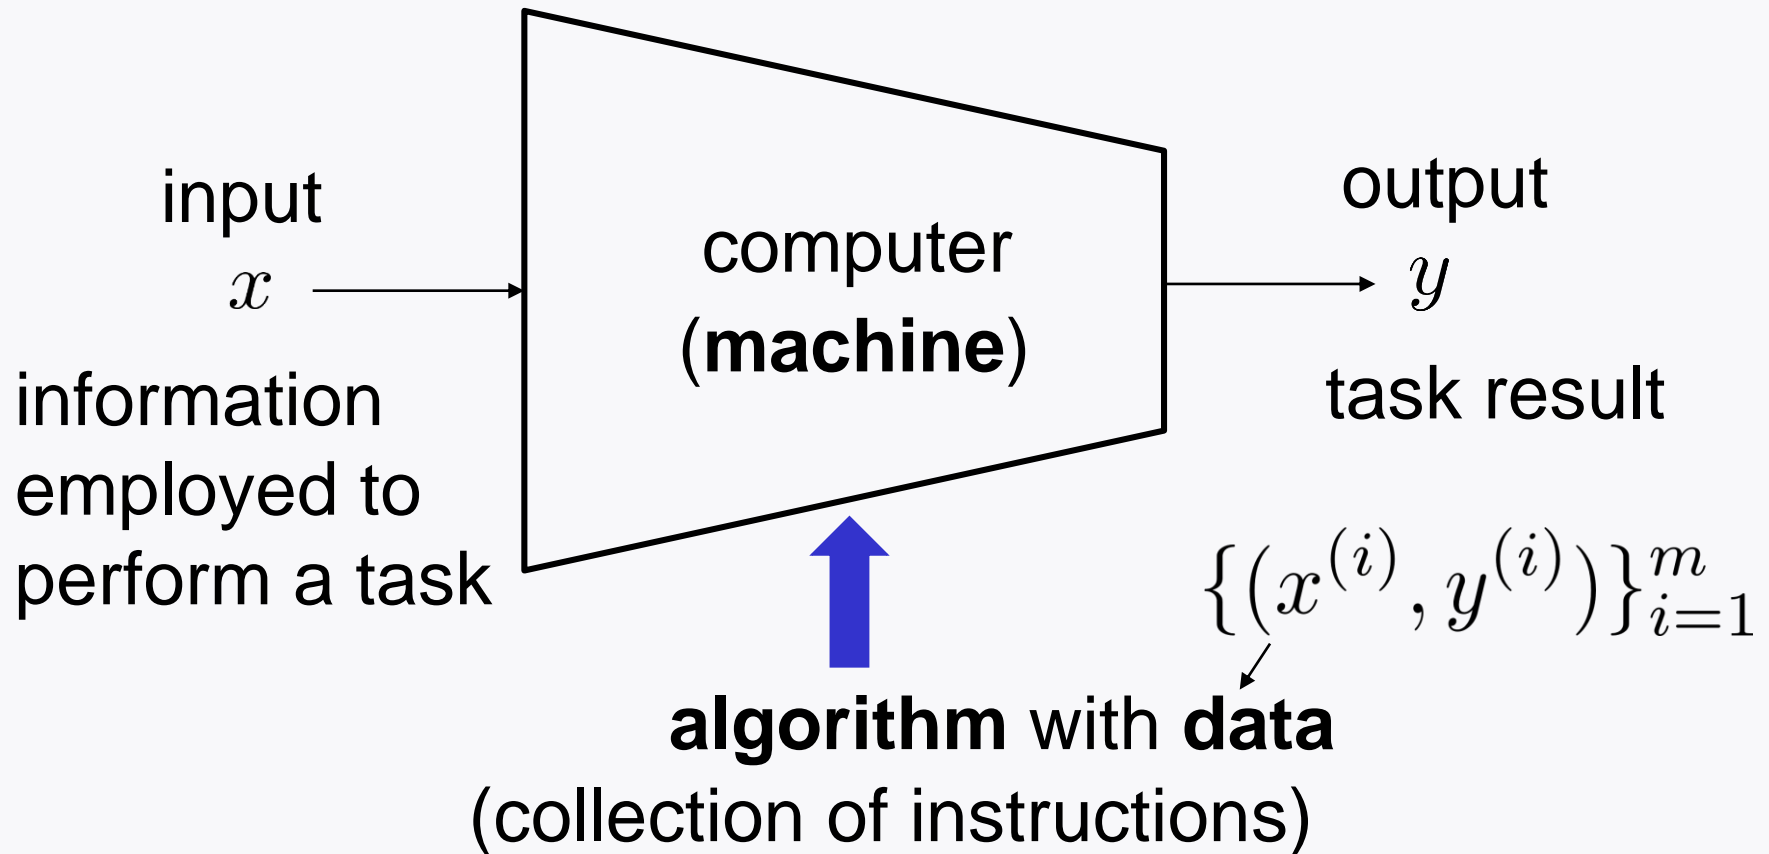 input
x
information
employed to
perform a task
computer
(machine)
output
y
task result
{(x^{(i)}, y^{(i)})}_{i=1}^{m}
algorithm with data
(collection of instructions)